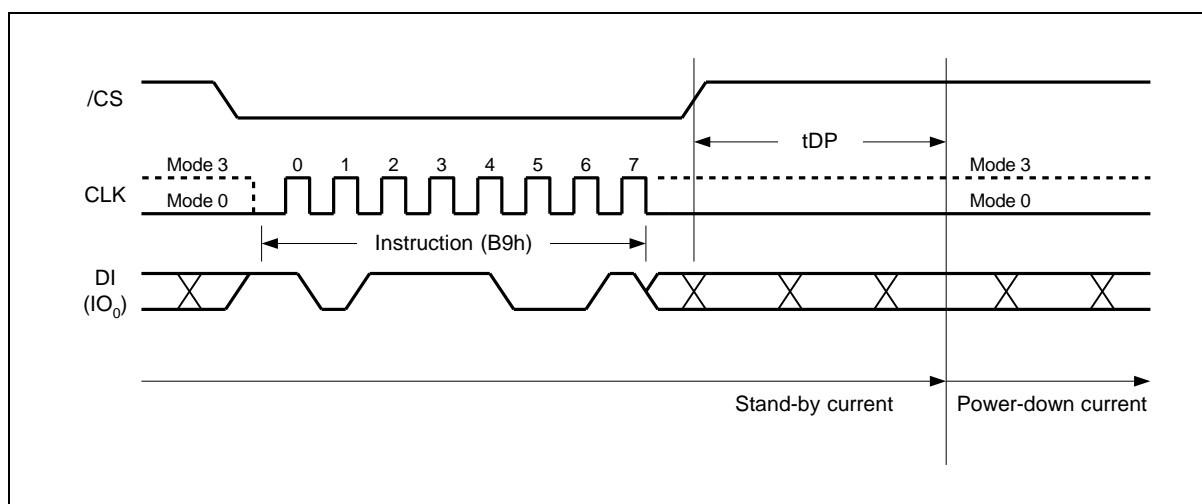 /CS
tDP
Mode 3 0 1 2 3 4 5 6 7 Mode 3
CLK
Mode 0 Mode 0
Instruction (B9h)
DI
(IO0)
Stand-by current Power-down current